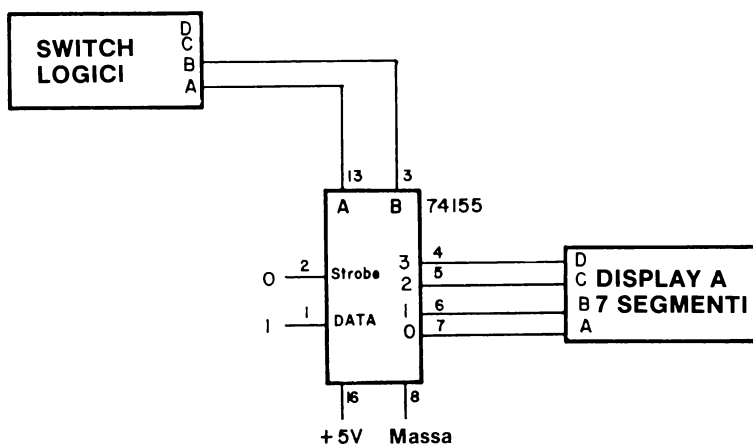 SWITCH
LOGICI
D
C
B
A
13
3
A
B
74155
0
2
Strobe
1
1
DATA
3
4
2
5
1
6
0
7
D
C
B
A
DISPLAY A
7 SEGMENTI
16
8
+5V
Massa